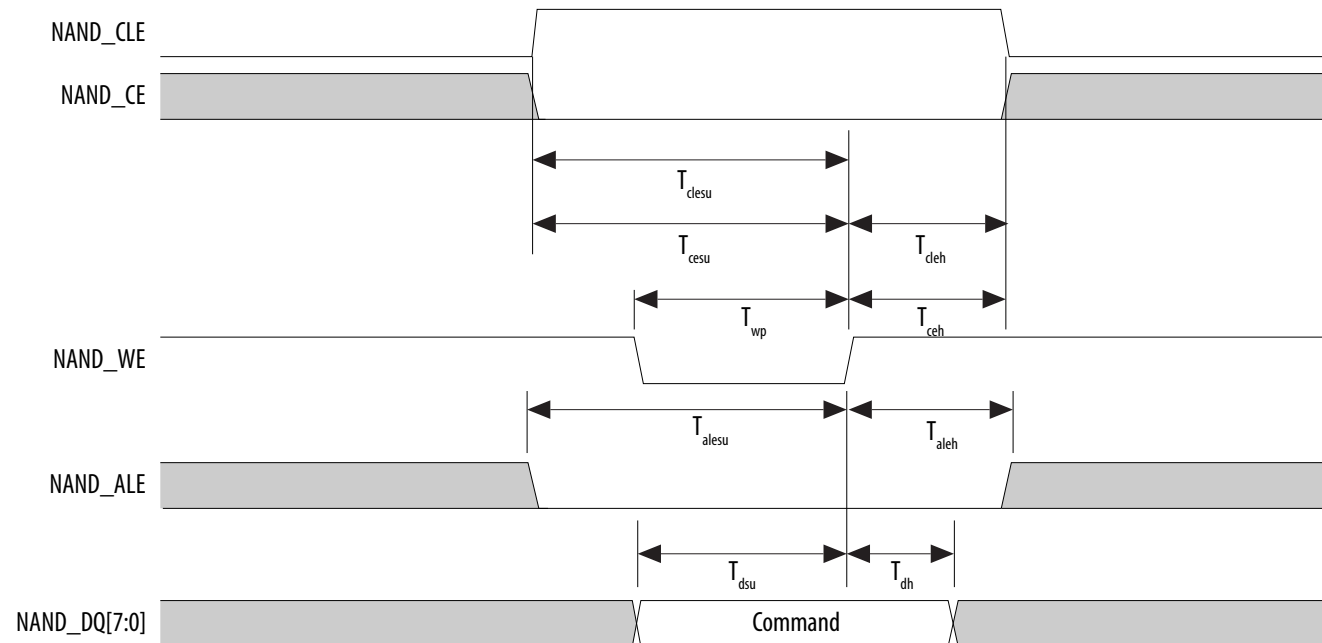 NAND_CLE
NAND_CE
T_clesu
T_cesu T_cleh
T_wp T_ceh
NAND_WE
T_alesu T_aleh
NAND_ALE
T_dsu T_dh
NAND_DQ[7:0] Command